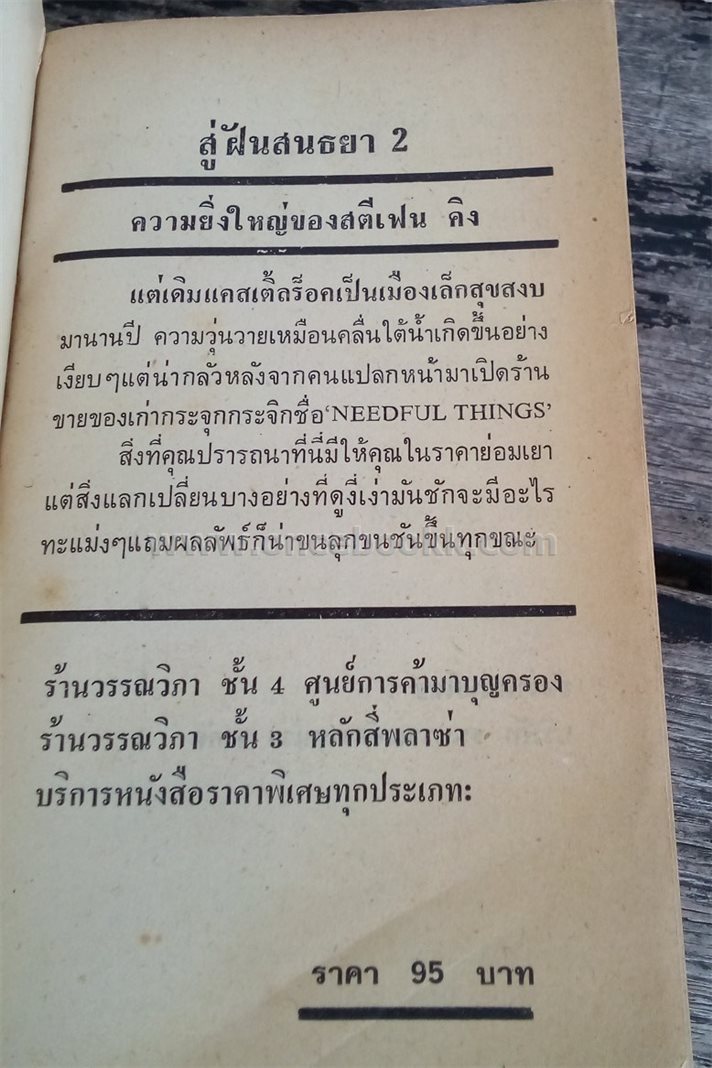 สู่ฝันสนธยา 2
ความยิ่งใหญ่ของสตีเฟน คิง
แต่เดิมแคสเติ้ลร็อคเป็นเมืองเล็กสุขสงบ
มานานปี ความวุ่นวายเหมือนคลื่นใต้น้ำเกิดขึ้นอย่าง
เงียบๆแต่น่ากลัวหลังจากคนแปลกหน้ามาเปิดร้าน
ขายของเก่ากระจุกกระจิกชื่อ‘NEEDFUL THINGS’
สิ่งที่คุณปรารถนาที่นี่มีให้คุณในราคาย่อมเยา
แต่สิ่งแลกเปลี่ยนบางอย่างที่ดูงี่เง่ามันชักจะมีอะไร
ทะแม่งๆแถมผลลัพธ์ก็น่าขนลุกขนชันขึ้นทุกขณะ
ร้านวรรณวิภา ชั้น 4 ศูนย์การค้ามาบุญครอง
ร้านวรรณวิภา ชั้น 3 หลักสี่พลาซ่า
บริการหนังสือราคาพิเศษทุกประเภทะ
ราคา 95 บาท